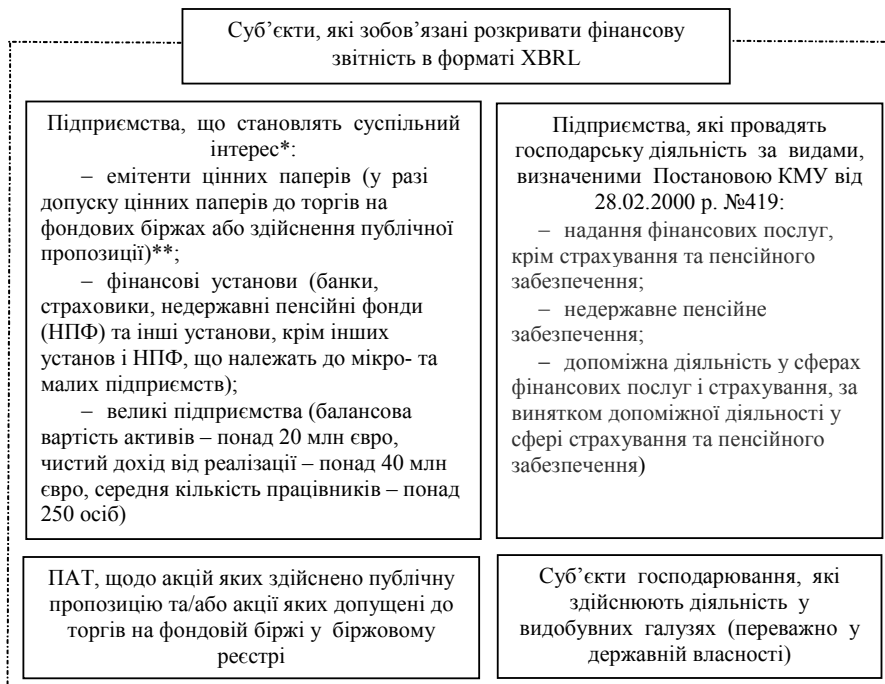 Суб’єкти, які зобов’язані розкривати фінансову
звітність в форматі XBRL
Підприємства, що становлять суспільний
інтерес*:
– емітенти цінних паперів (у разі
допуску цінних паперів до торгів на
фондових біржах або здійснення публічної
пропозиції)**;
– фінансові установи (банки,
страховики, недержавні пенсійні фонди
(НПФ) та інші установи, крім інших
установ і НПФ, що належать до мікро- та
малих підприємств);
– великі підприємства (балансова
вартість активів – понад 20 млн євро,
чистий дохід від реалізації – понад 40 млн
євро, середня кількість працівників – понад
250 осіб)
Підприємства, які провадять
господарську діяльність за видами,
визначеними Постановою КМУ від
28.02.2000 р. №419:
– надання фінансових послуг,
крім страхування та пенсійного
забезпечення;
– недержавне пенсійне
забезпечення;
– допоміжна діяльність у сферах
фінансових послуг і страхування, за
винятком допоміжної діяльності у
сфері страхування та пенсійного
забезпечення)
ПАТ, щодо акцій яких здійснено публічну
пропозицію та/або акції яких допущені до
торгів на фондовій біржі у біржовому
реєстрі
Суб’єкти господарювання, які
здійснюють діяльність у
видобувних галузях (переважно у
державній власності)